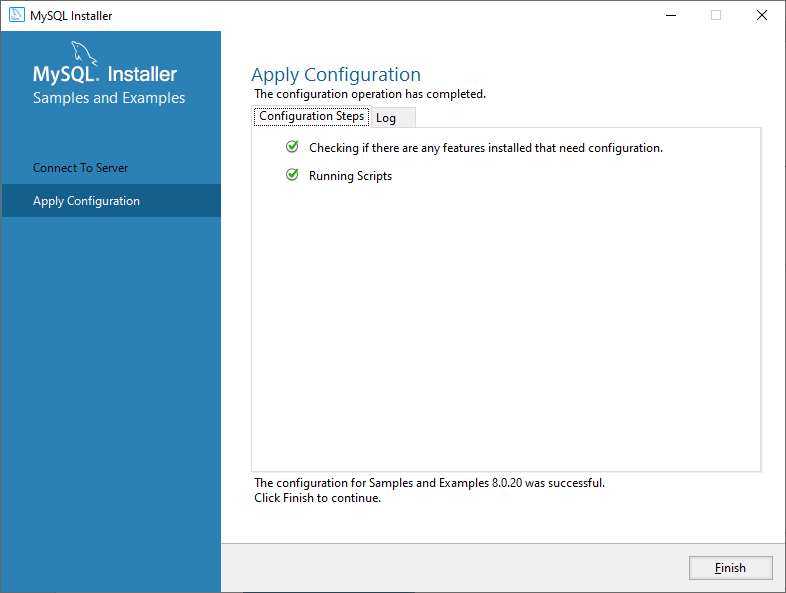 MySQL Installer
MySQL. Installer
Samples and Examples
Connect To Server
Apply Configuration
Apply Configuration
The configuration operation has completed.
Configuration Steps
Log
Checking if there are any features installed that need configuration.
Running Scripts
The configuration for Samples and Examples 8.0.20 was successful.
Click Finish to continue.
Finish